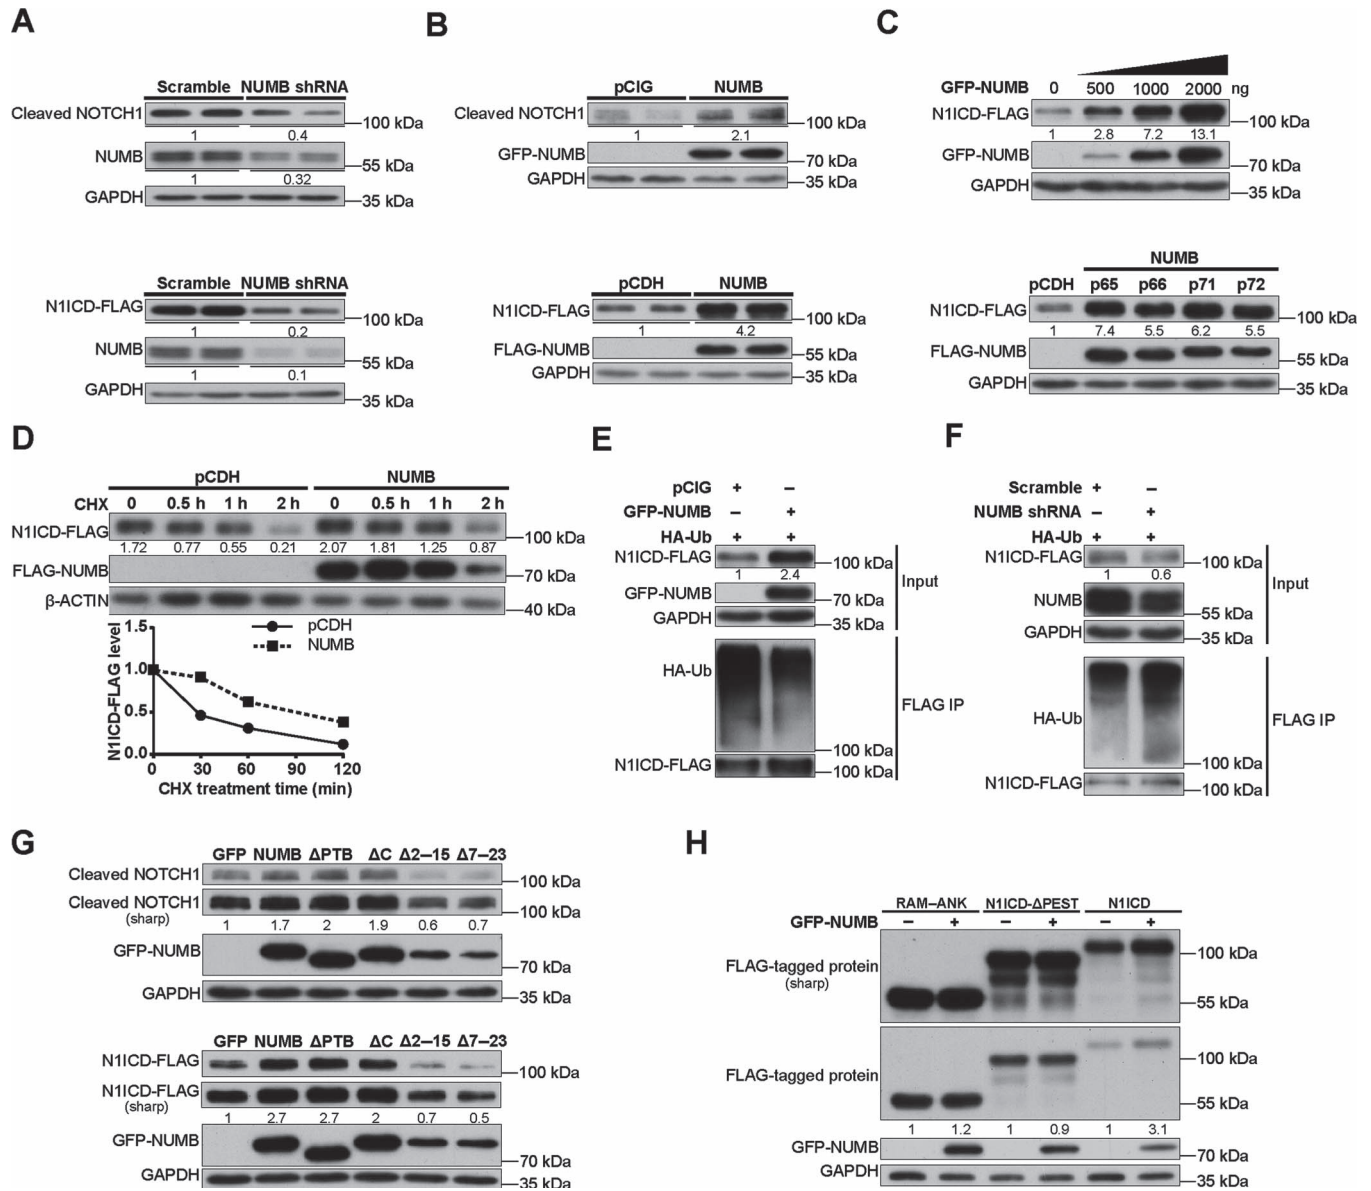 A
Scramble NUMB shRNA
Cleaved NOTCH1
100 kDa
1 0.4
NUMB
55 kDa
1 0.32
GAPDH
35 kDa
Scramble NUMB shRNA
N1ICD-FLAG
100 kDa
1 0.2
NUMB
55 kDa
1 0.1
GAPDH
35 kDa
B
pCIG NUMB
Cleaved NOTCH1
100 kDa
1 2.1
GFP-NUMB
70 kDa
GAPDH
35 kDa
pCDH NUMB
N1ICD-FLAG
100 kDa
1 4.2
FLAG-NUMB
55 kDa
GAPDH
35 kDa
C
GFP-NUMB 0 500 1000 2000 ng
N1ICD-FLAG
100 kDa
1 2.8 7.2 13.1
GFP-NUMB
70 kDa
GAPDH
35 kDa
NUMB
pCDH p65 p66 p71 p72
N1ICD-FLAG
100 kDa
1 7.4 5.5 6.2 5.5
FLAG-NUMB
55 kDa
GAPDH
35 kDa
D
pCDH NUMB
CHX 0 0.5 h 1 h 2 h 0 0.5 h 1 h 2 h
N1ICD-FLAG
100 kDa
1.72 0.77 0.55 0.21 2.07 1.81 1.25 0.87
FLAG-NUMB
70 kDa
β-ACTIN
40 kDa
pCDH
NUMB
N1ICD-FLAG level
1.5
1.0
0.5
0.0
0 30 60 90 120
CHX treatment time (min)
E
pCIG + –
GFP-NUMB – +
HA-Ub + +
N1ICD-FLAG
100 kDa
1 2.4
GFP-NUMB
70 kDa
GAPDH
35 kDa
Input
HA-Ub
100 kDa
N1ICD-FLAG
100 kDa
FLAG IP
F
Scramble + –
NUMB shRNA – +
HA-Ub + +
N1ICD-FLAG
100 kDa
1 0.6
NUMB
55 kDa
GAPDH
35 kDa
Input
HA-Ub
100 kDa
N1ICD-FLAG
100 kDa
FLAG IP
G
GFP NUMB ΔPTB ΔC Δ2–15 Δ7–23
Cleaved NOTCH1
100 kDa
Cleaved NOTCH1
(sharp)
100 kDa
1 1.7 2 1.9 0.6 0.7
GFP-NUMB
70 kDa
GAPDH
35 kDa
GFP NUMB ΔPTB ΔC Δ2–15 Δ7–23
N1ICD-FLAG
100 kDa
N1ICD-FLAG
(sharp)
1 2.7 2.7 2 0.7 0.5
GFP-NUMB
70 kDa
GAPDH
35 kDa
H
RAM–ANK N1ICD-ΔPEST N1ICD
GFP-NUMB – + – + – +
FLAG-tagged protein
(sharp)
100 kDa
55 kDa
FLAG-tagged protein
100 kDa
55 kDa
1 1.2 1 0.9 1 3.1
GFP-NUMB
70 kDa
GAPDH
35 kDa